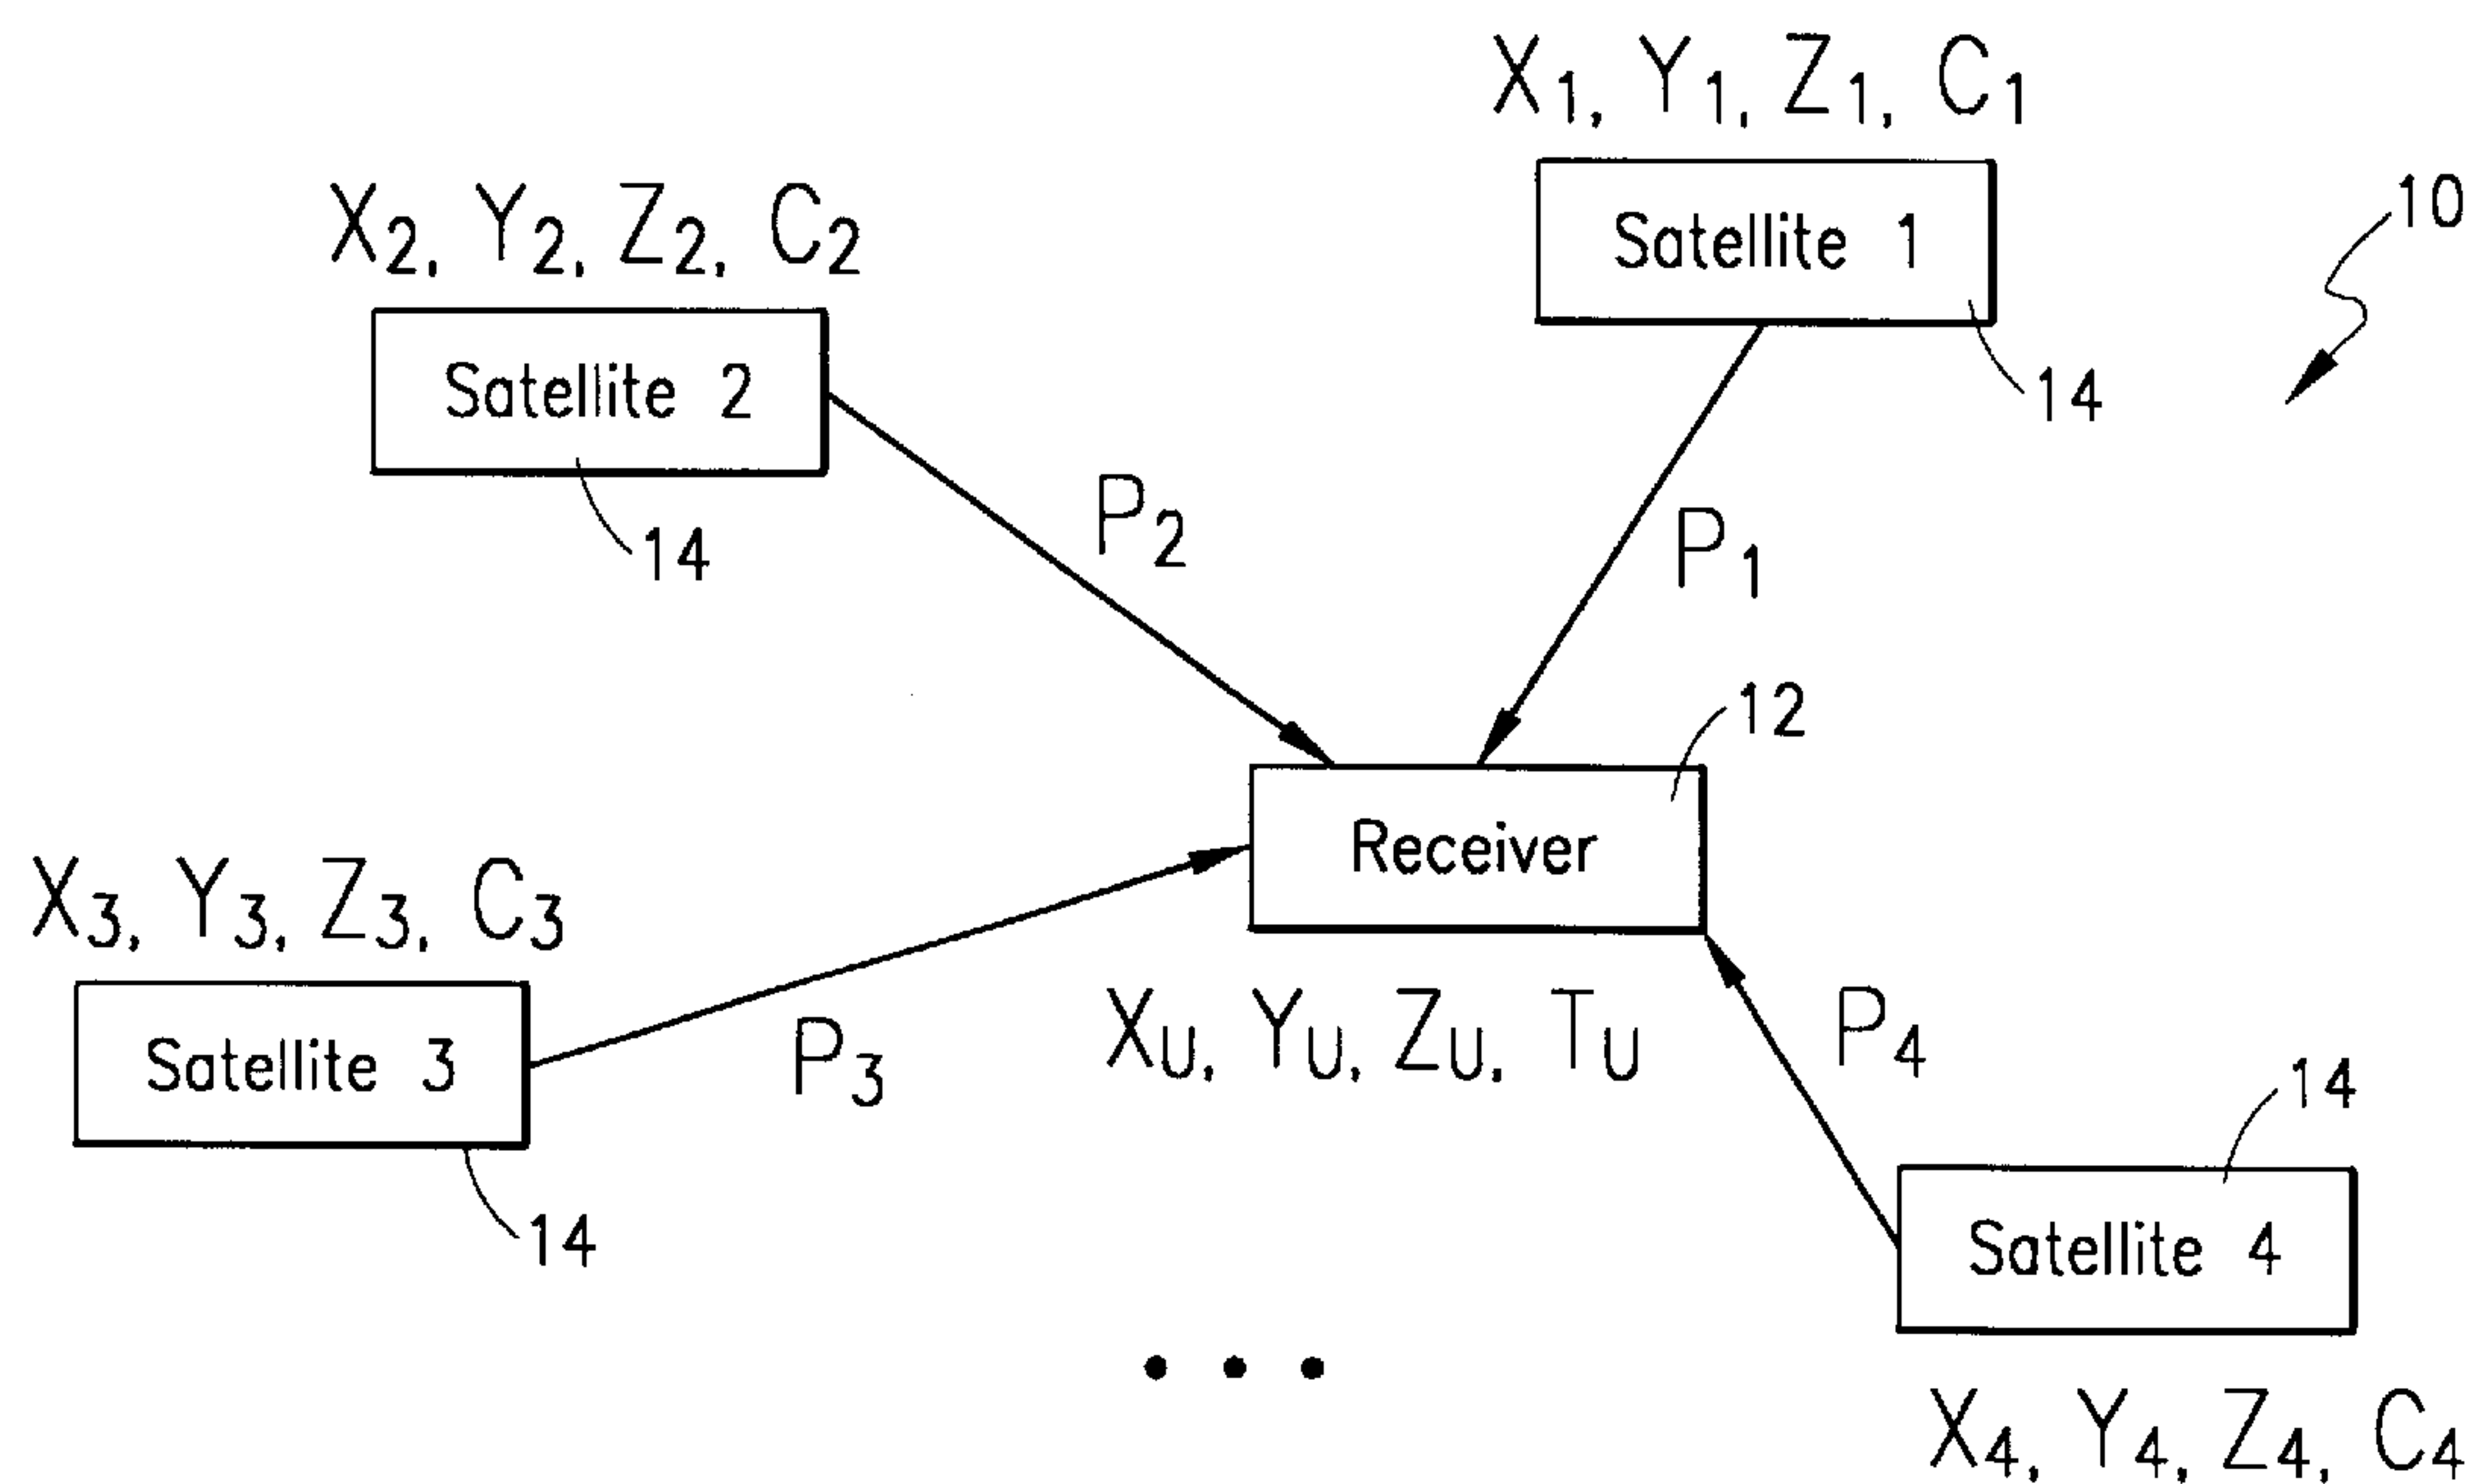 X1, Y1, Z1, C1
10
X2, Y2, Z2, C2
Satellite 1
14
Satellite 2
14
P2
P1
12
Receiver
X3, Y3, Z3, C3
XU, YU, ZU, TU
P4
Satellite 3
P3
14
14
Satellite 4
X4, Y4, Z4, C4